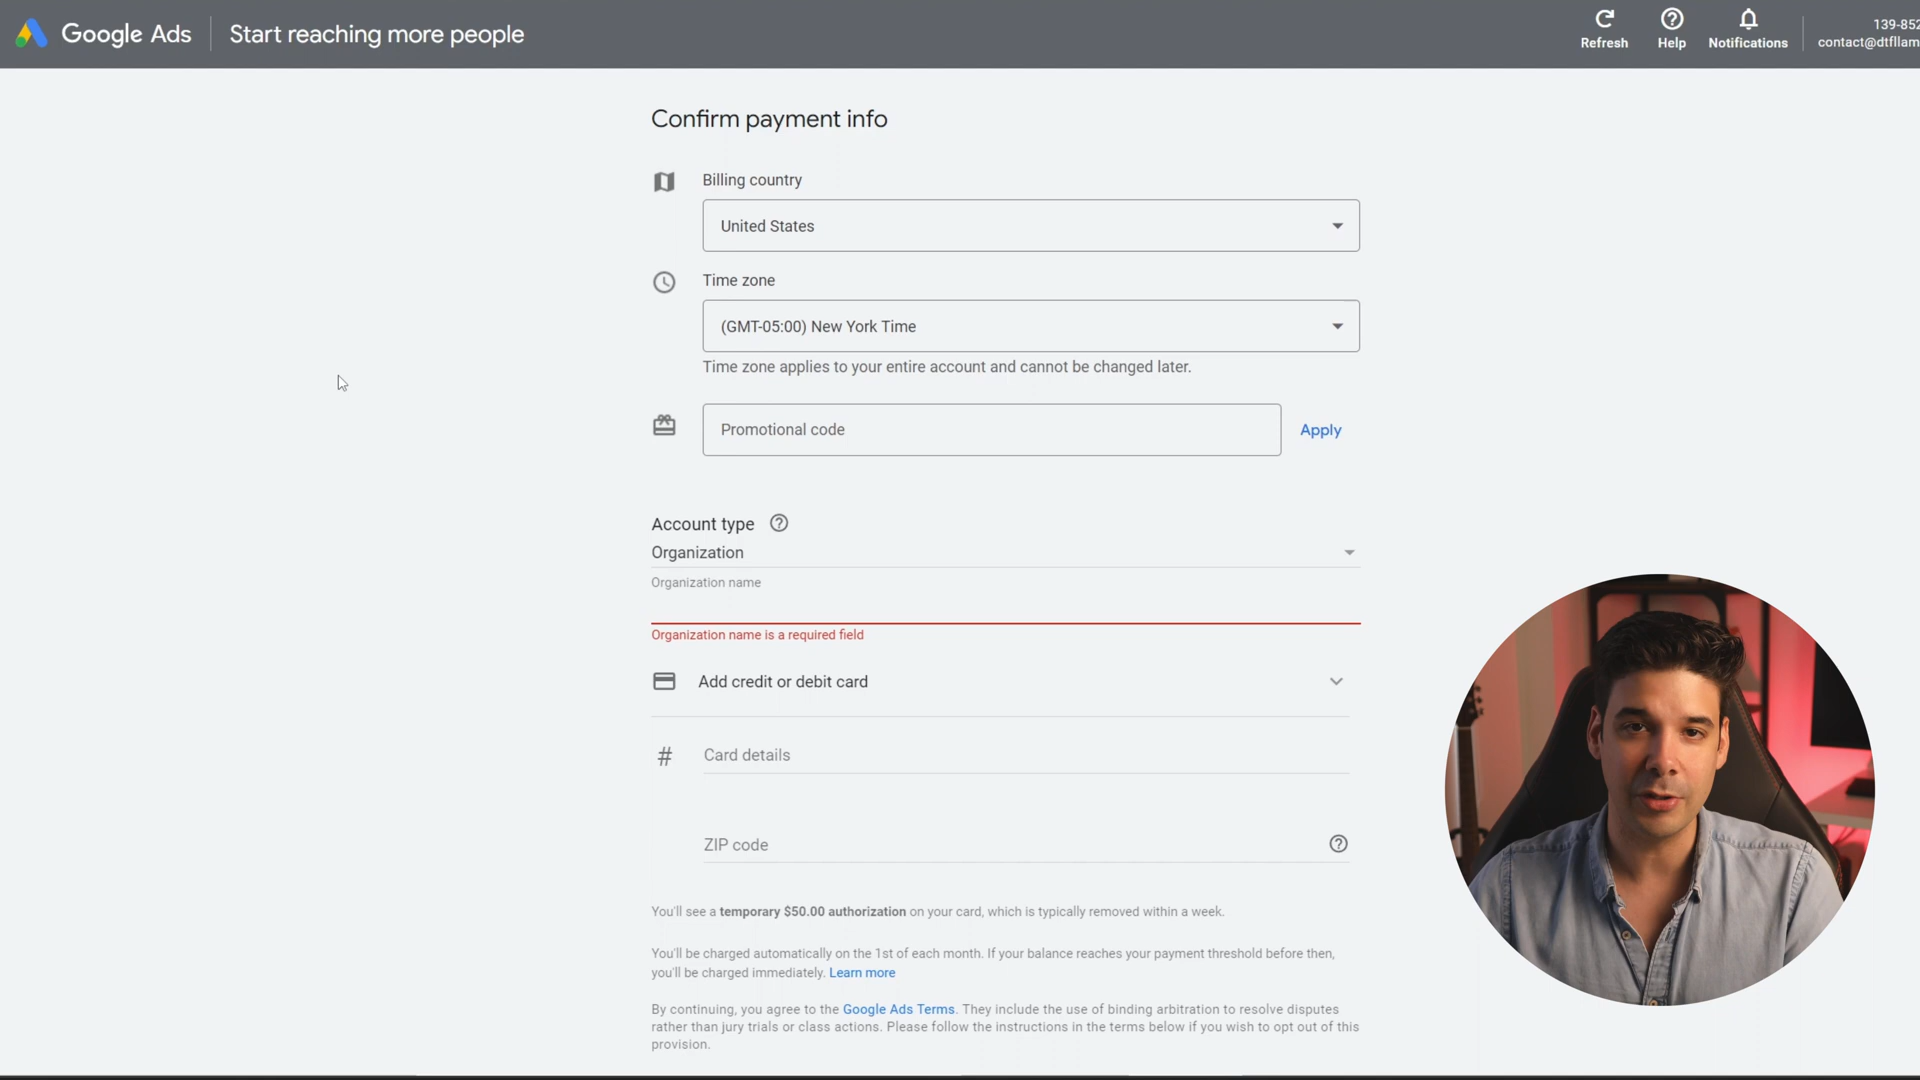 Google Ads
Start reaching more people
Refresh
Help
Notifications
139-852
contact@dtfllam
Confirm payment info
Billing country
United States
Time zone
(GMT-05:00) New York Time
Time zone applies to your entire account and cannot be changed later.
Promotional code
Apply
Account type
Organization
Organization name
Organization name is a required field
Add credit or debit card
# Card details
ZIP code
You'll see a temporary $50.00 authorization on your card, which is typically removed within a week.
You'll be charged automatically on the 1st of each month. If your balance reaches your payment threshold before then,
you'll be charged immediately. Learn more
By continuing, you agree to the Google Ads Terms. They include the use of binding arbitration to resolve disputes
rather than jury trials or class actions. Please follow the instructions in the terms below if you wish to opt out of this
provision.